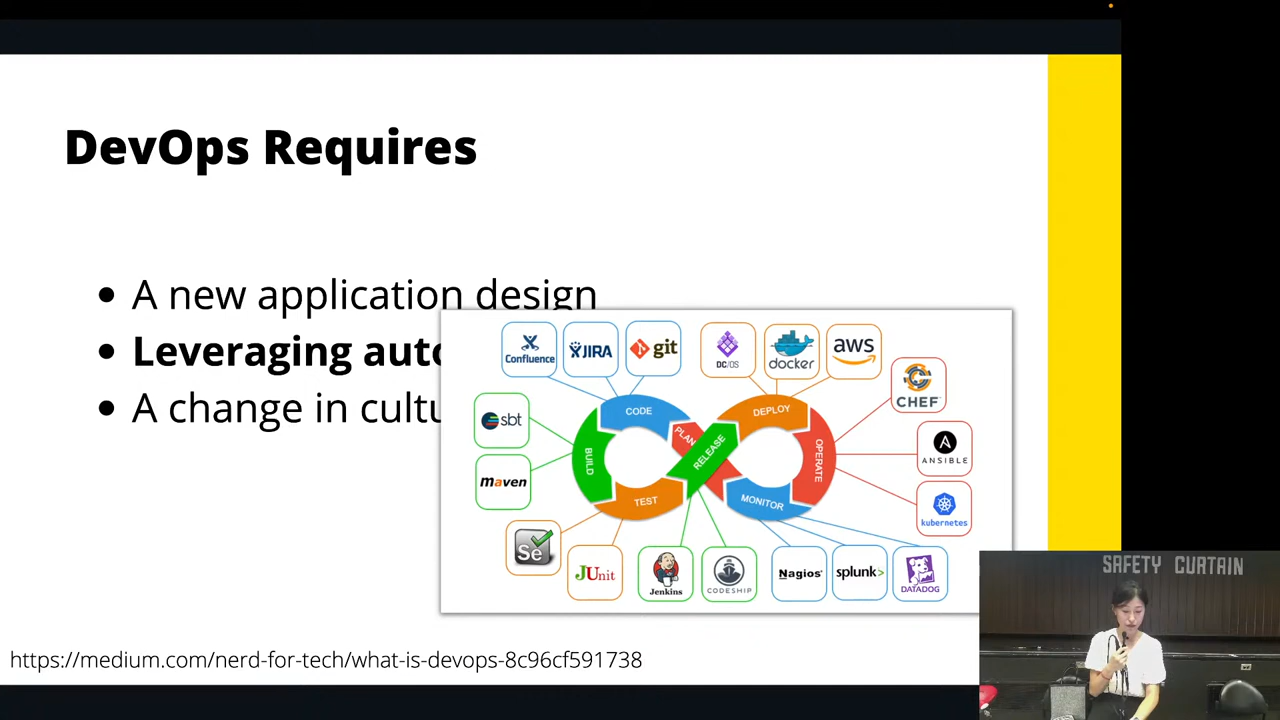 DevOps Requires
A new application design
Leveraging auto
A change in cultu
Confluence
JIRA
git
DC/OS
docker
aws
CHEF
sbt
CODE
PLAN
DEPLOY
ANSIBLE
BUILD
RELEASE
OPERATE
maven
TEST
MONITOR
kubernetes
Se
JUnit
Jenkins
CODESHIP
Nagios
splunk>
DATADOG
SAFETY CURTAIN
https://medium.com/nerd-for-tech/what-is-devops-8c96cf591738